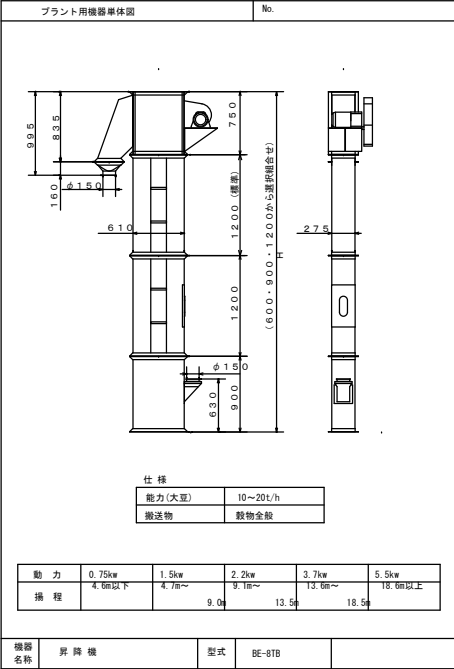 プラント用機器単体図
No.
995
835
160
φ150
610
750
1200 (標準)
1200
(600・900・1200から選択組合せ)
H
275
φ150
630
900
仕 様
能力(大豆) 10～20t/h
搬送物 穀物全般
動 力 0.75kw 1.5kw 2.2kw 3.7kw 5.5kw
揚 程 4.6m以下 4.7m～ 9.0m 9.1m～ 13.5m 13.6m～ 18.5m 18.6m以上
機器名称 昇 降 機 型式 BE-8TB